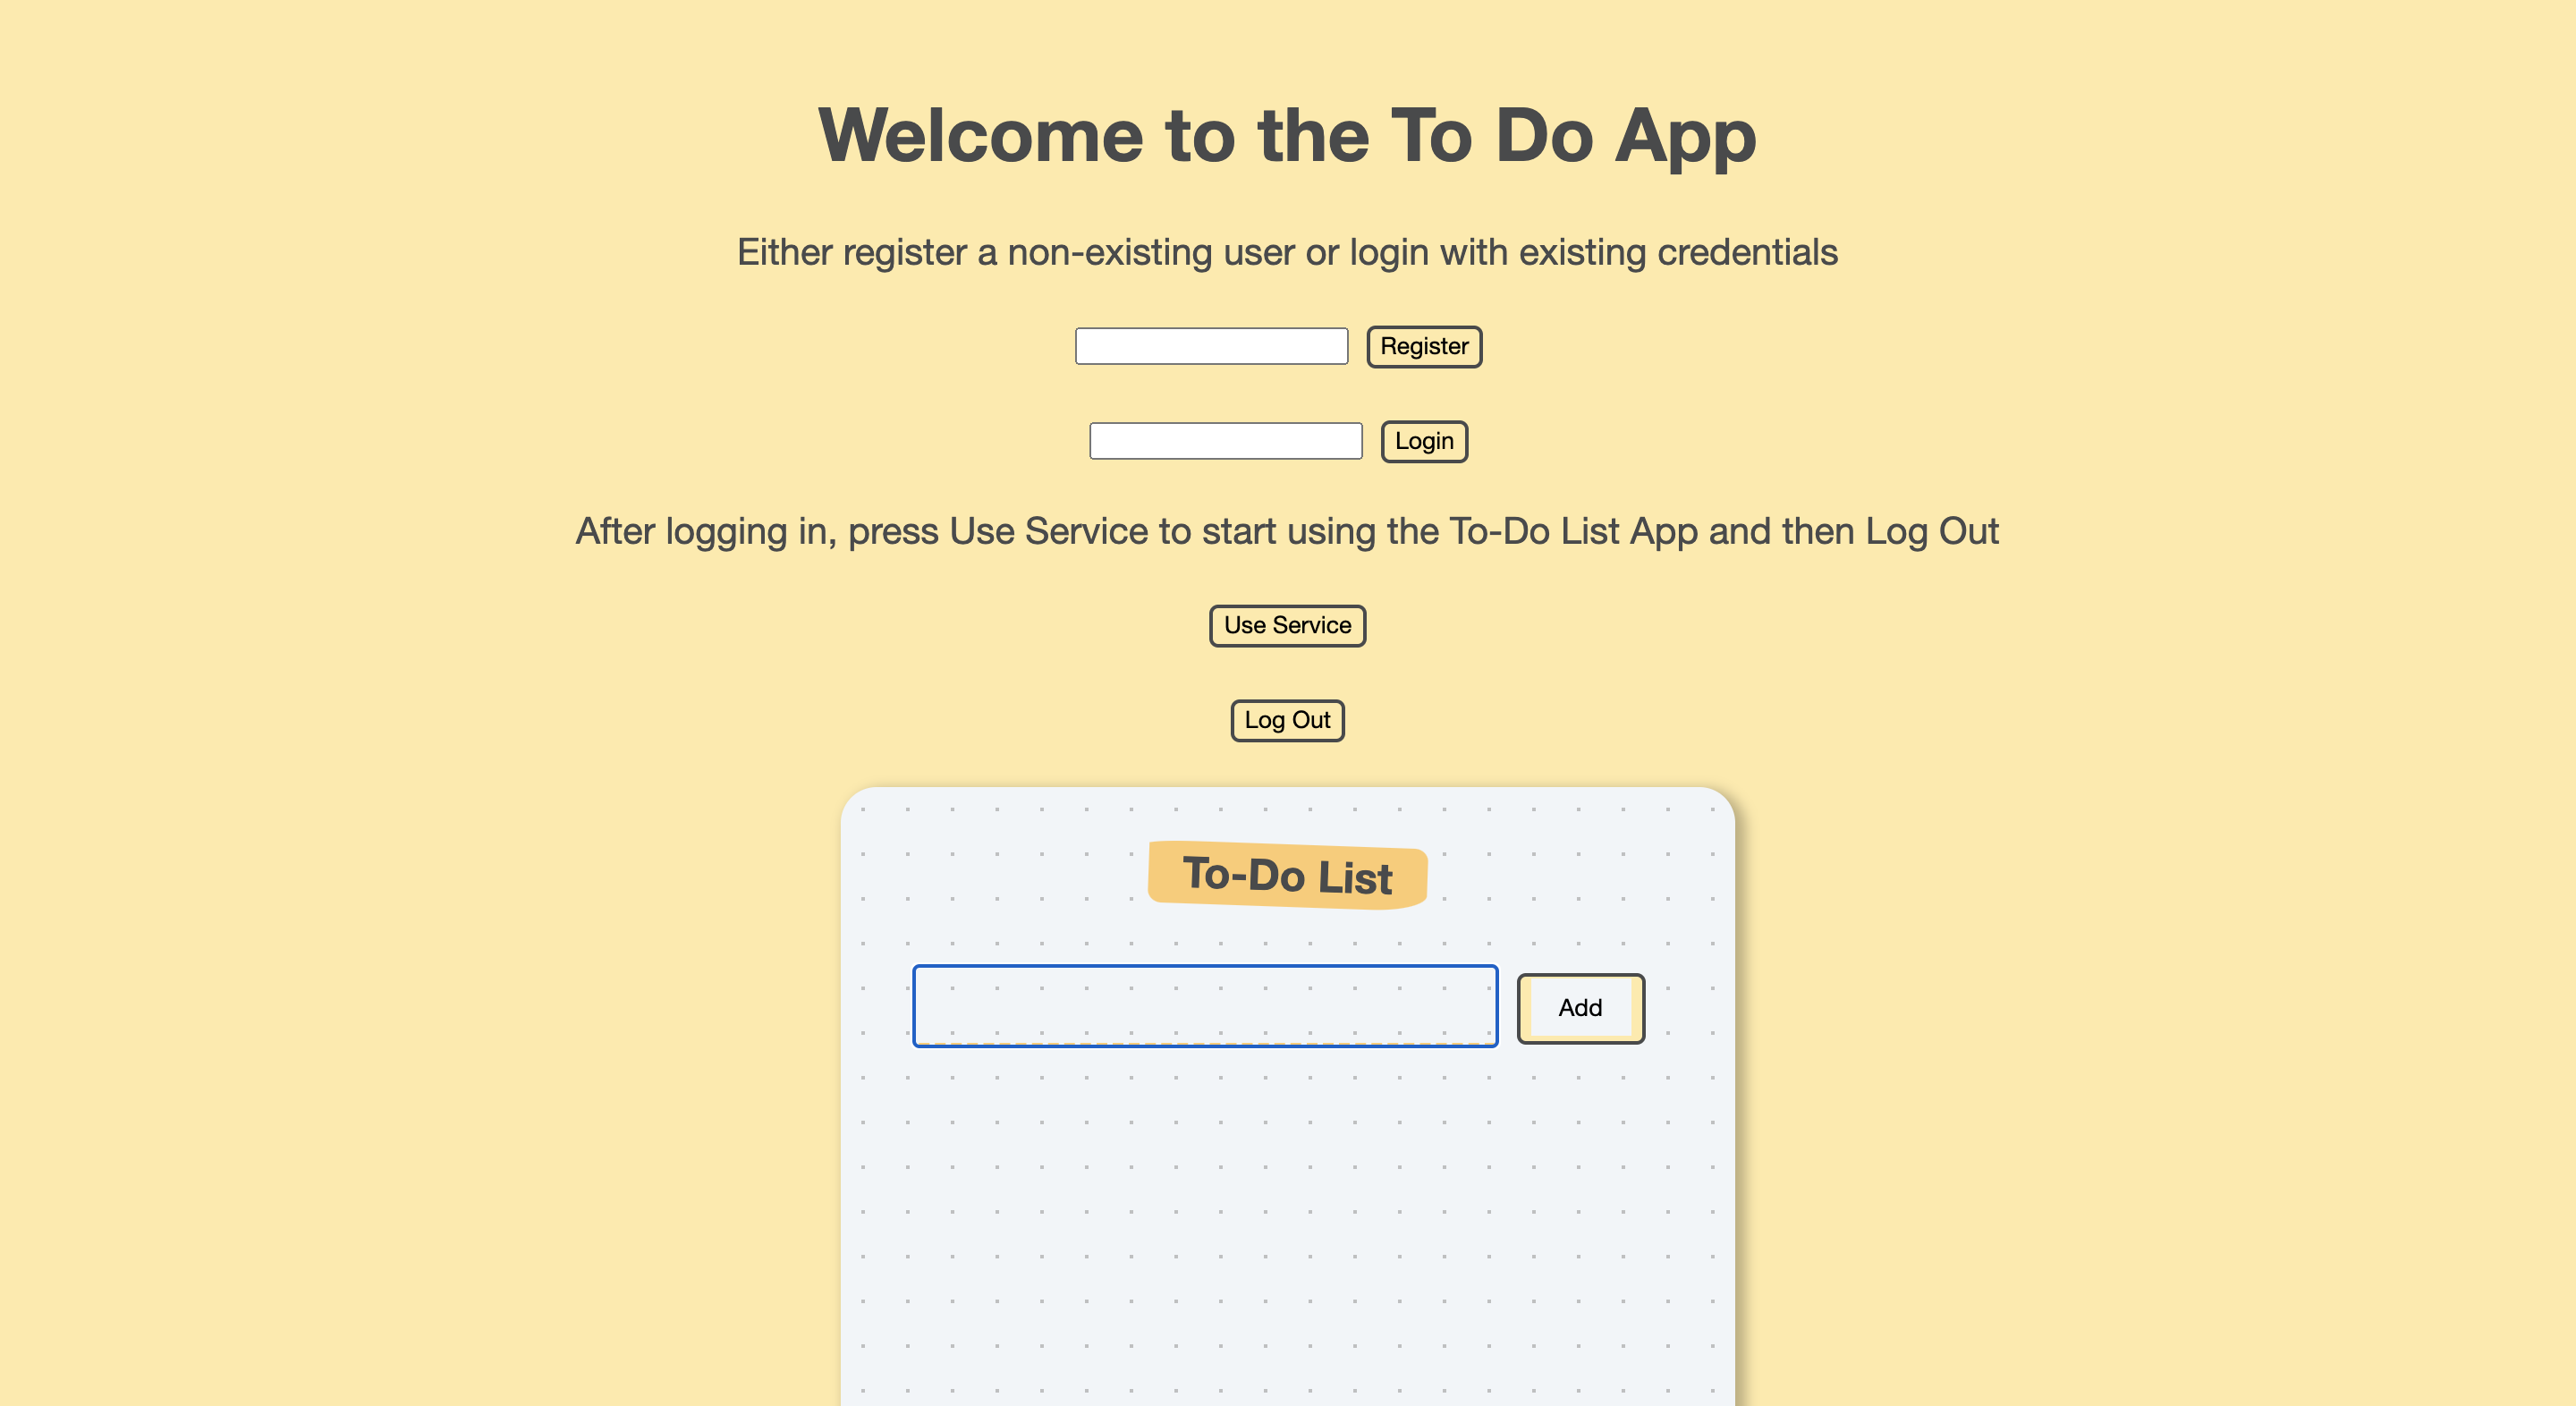 Welcome to the To Do App
Either register a non-existing user or login with existing credentials
Register
Login
After logging in, press Use Service to start using the To-Do List App and then Log Out
Use Service
Log Out
To-Do List
Add